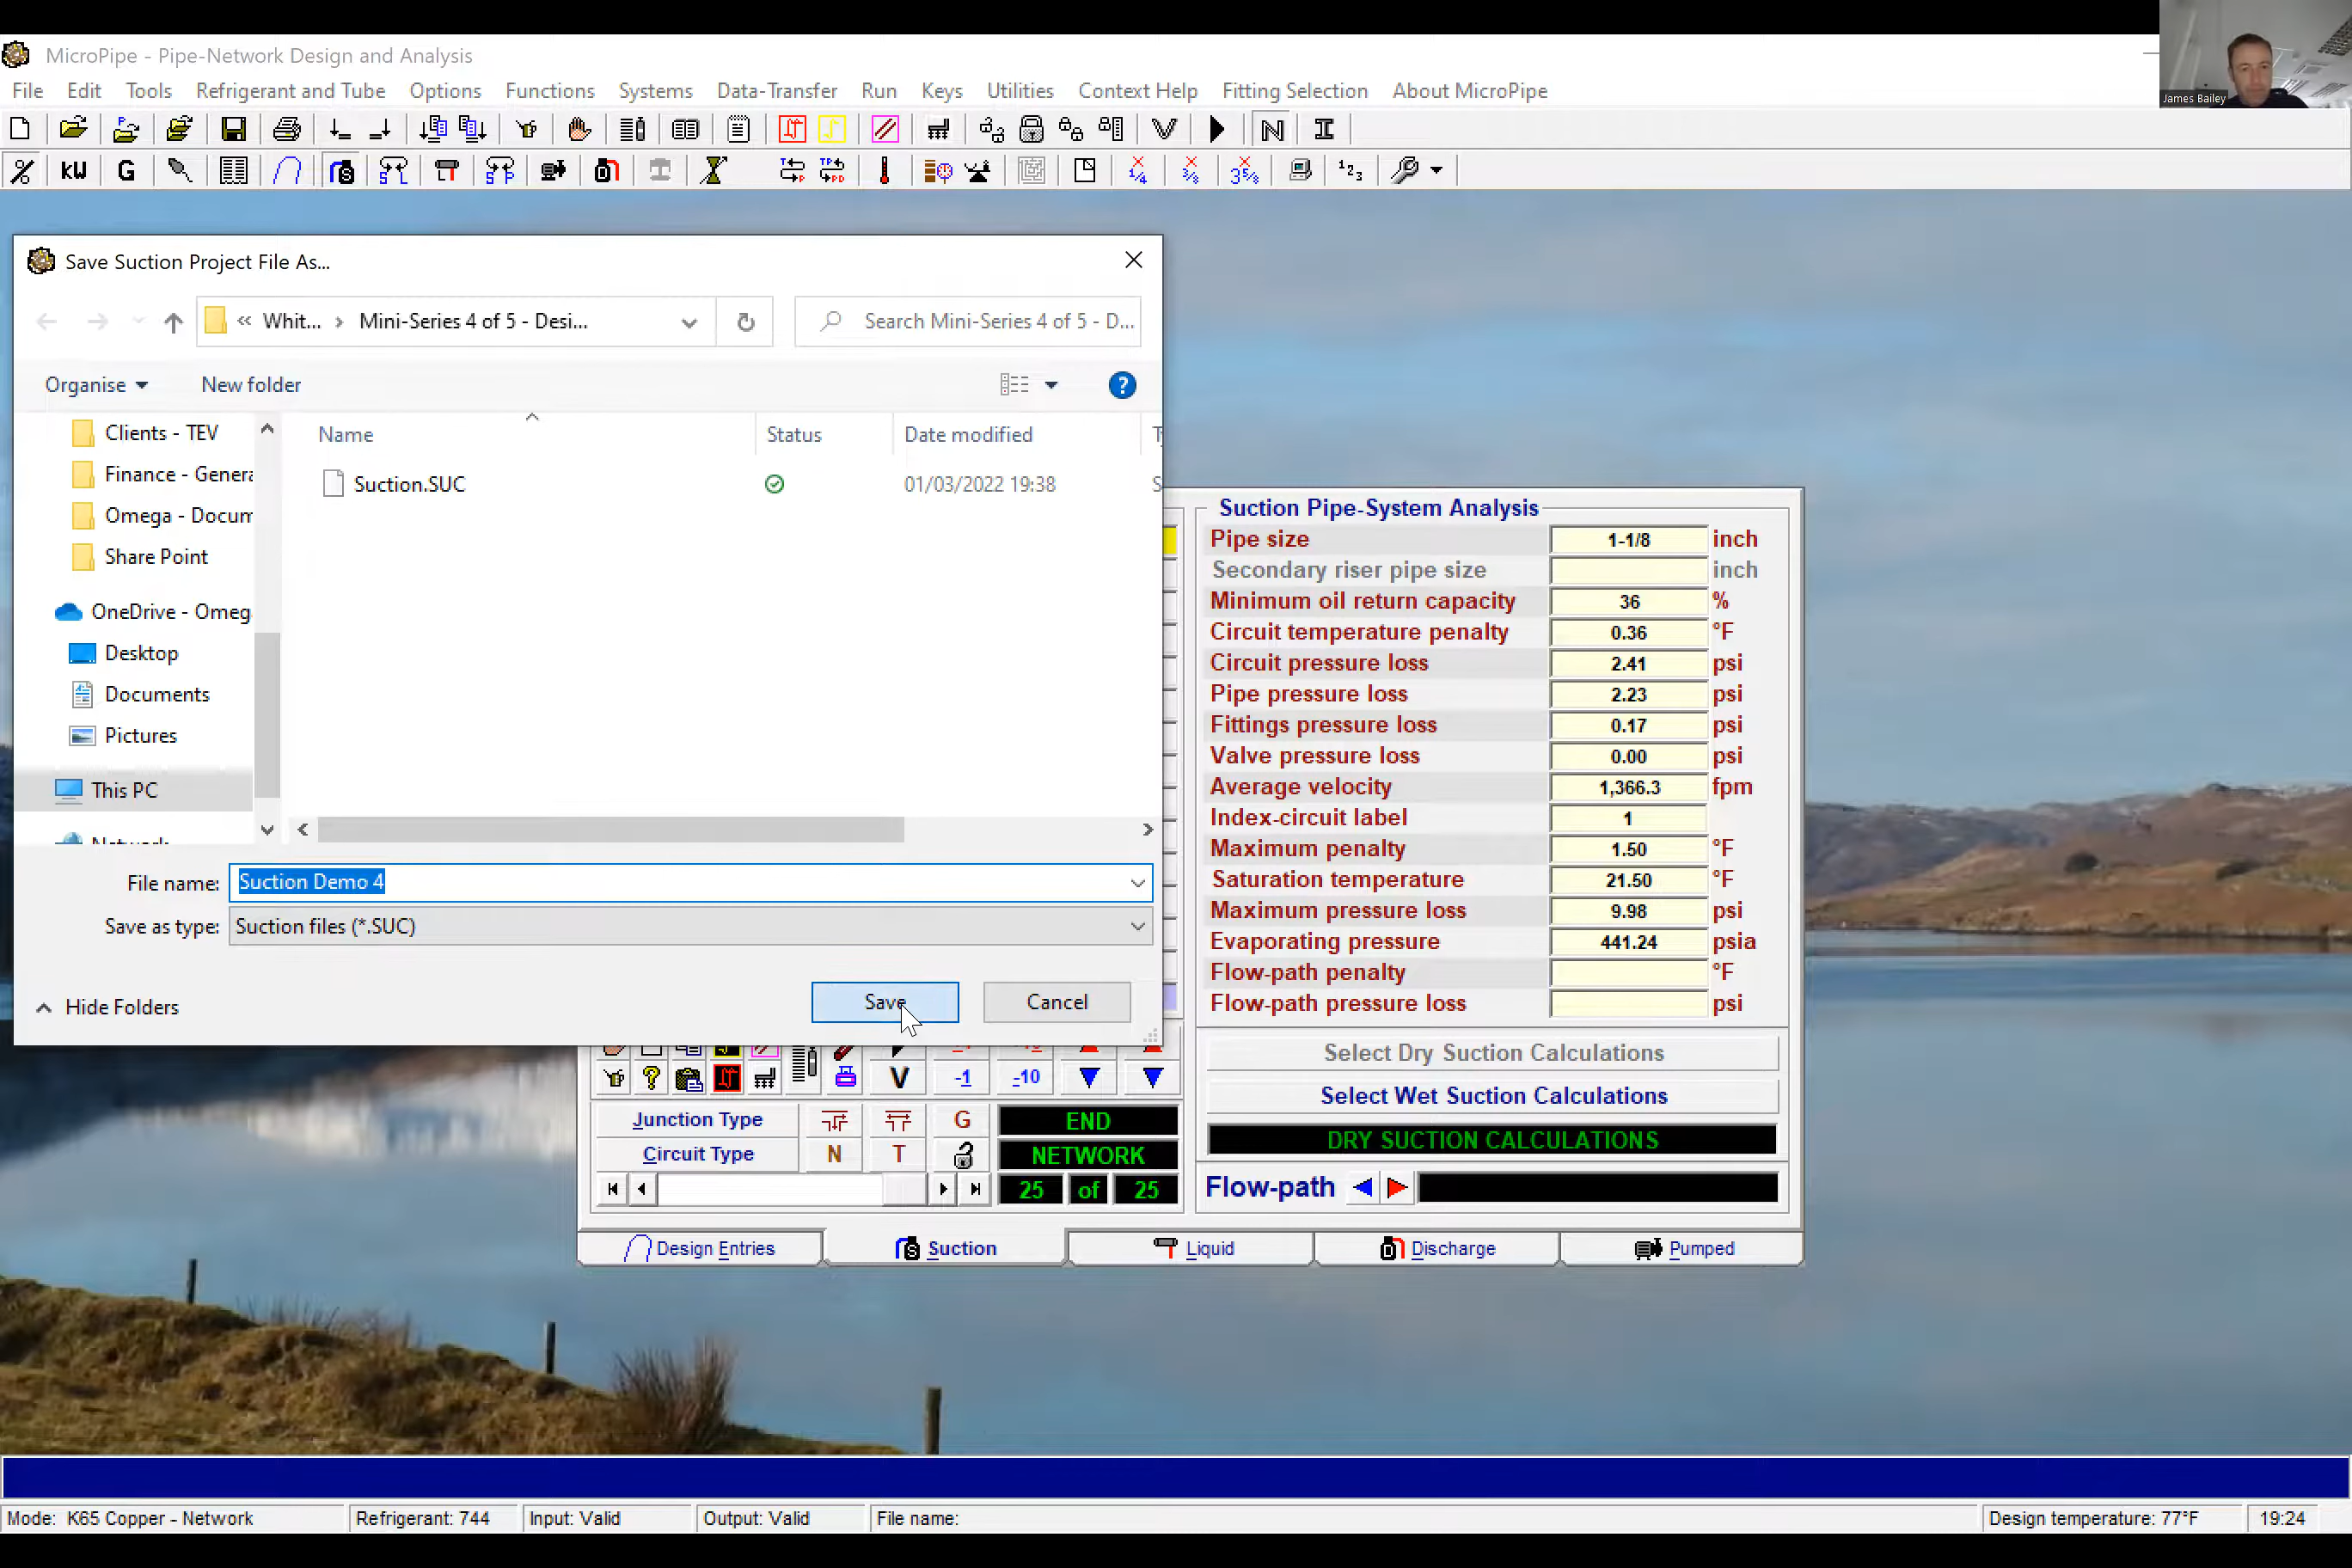 MicroPipe - Pipe-Network Design and Analysis
File Edit Tools Refrigerant and Tube Options Functions Systems Data-Transfer Run Keys Utilities Context Help Fitting Selection About MicroPipe
James Bailey
kW G
Save Suction Project File As...
« Whit... › Mini-Series 4 of 5 - Desi...
Search Mini-Series 4 of 5 - D...
Organise New folder
Clients - TEV
Finance - Genera
Omega - Docum
Share Point
OneDrive - Omeg
Desktop
Documents
Pictures
This PC
Network
Name Status Date modified
Suction.SUC 01/03/2022 19:38
File name: Suction Demo 4
Save as type: Suction files (*.SUC)
Hide Folders
Save Cancel
Suction Pipe-System Analysis
Pipe size 1-1/8 inch
Secondary riser pipe size inch
Minimum oil return capacity 36 %
Circuit temperature penalty 0.36 °F
Circuit pressure loss 2.41 psi
Pipe pressure loss 2.23 psi
Fittings pressure loss 0.17 psi
Valve pressure loss 0.00 psi
Average velocity 1,366.3 fpm
Index-circuit label 1
Maximum penalty 1.50 °F
Saturation temperature 21.50 °F
Maximum pressure loss 9.98 psi
Evaporating pressure 441.24 psia
Flow-path penalty °F
Flow-path pressure loss psi
Select Dry Suction Calculations
Select Wet Suction Calculations
DRY SUCTION CALCULATIONS
Flow-path
V -1 -10
Junction Type G END
Circuit Type N T NETWORK
25 of 25
Design Entries Suction Liquid Discharge Pumped
Mode: K65 Copper - Network Refrigerant: 744 Input: Valid Output: Valid File name: Design temperature: 77°F 19:24